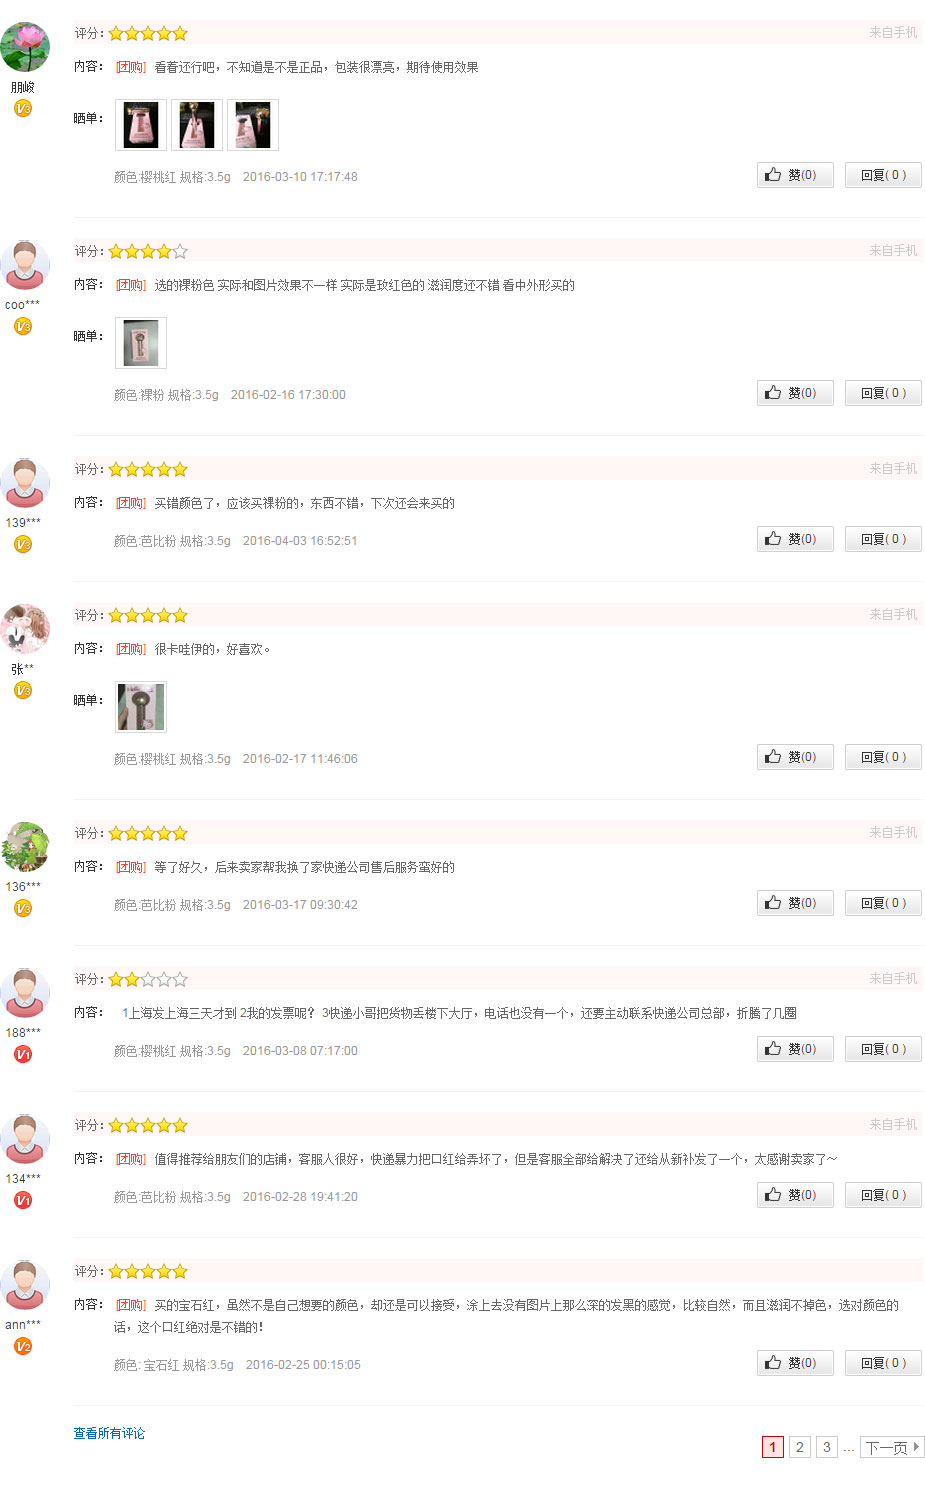 评分： 来自手机
朋峻
V3
内容： [团购] 看着还行吧，不知道是不是正品，包装很漂亮，期待使用效果
晒单：
颜色:樱桃红 规格:3.5g 2016-03-10 17:17:48 赞(0) 回复( 0 )
评分： 来自手机
coo***
V3
内容： [团购] 选的裸粉色 实际和图片效果不一样 实际是玫红色的 滋润度还不错 看中外形买的
晒单：
颜色:裸粉 规格:3.5g 2016-02-16 17:30:00 赞(0) 回复( 0 )
评分： 来自手机
139***
V3
内容： [团购] 买错颜色了，应该买裸粉的，东西不错，下次还会来买的
颜色:芭比粉 规格:3.5g 2016-04-03 16:52:51 赞(0) 回复( 0 )
评分： 来自手机
张**
V3
内容： [团购] 很卡哇伊的，好喜欢。
晒单：
颜色:樱桃红 规格:3.5g 2016-02-17 11:46:06 赞(0) 回复( 0 )
评分： 来自手机
136***
V3
内容： [团购] 等了好久，后来卖家帮我换了家快递公司售后服务蛮好的
颜色:芭比粉 规格:3.5g 2016-03-17 09:30:42 赞(0) 回复( 0 )
评分： 来自手机
188***
V1
内容： 1上海发上海三天才到 2我的发票呢？ 3快递小哥把货物丢楼下大厅，电话也没有一个，还要主动联系快递公司总部，折腾了几圈
颜色:樱桃红 规格:3.5g 2016-03-08 07:17:00 赞(0) 回复( 0 )
评分： 来自手机
134***
V1
内容： [团购] 值得推荐给朋友们的店铺，客服人很好，快递暴力把口红给弄坏了，但是客服全部给解决了还给从新补发了一个，太感谢卖家了～
颜色:芭比粉 规格:3.5g 2016-02-28 19:41:20 赞(0) 回复( 0 )
评分：
ann***
V2
内容： [团购] 买的宝石红，虽然不是自己想要的颜色，却还是可以接受，涂上去没有图片上那么深的发黑的感觉，比较自然，而且滋润不掉色，选对颜色的
话，这个口红绝对是不错的！
颜色: 宝石红 规格:3.5g 2016-02-25 00:15:05 赞(0) 回复( 0 )
查看所有评论
1 2 3 ... 下一页